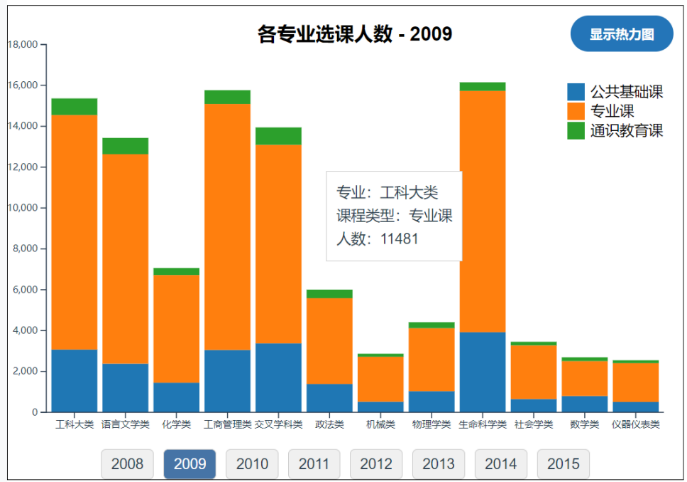 各专业选课人数 - 2009
显示热力图
公共基础课
专业课
通识教育课
18,000
16,000
14,000
12,000
10,000
8,000
6,000
4,000
2,000
0
专业：工科大类
课程类型：专业课
人数：11481
工科大类 语言文学类 化学类 工商管理类 交叉学科类 政法类 机械类 物理学类 生命科学类 社会学类 数学类 仪器仪表类
2008 2009 2010 2011 2012 2013 2014 2015